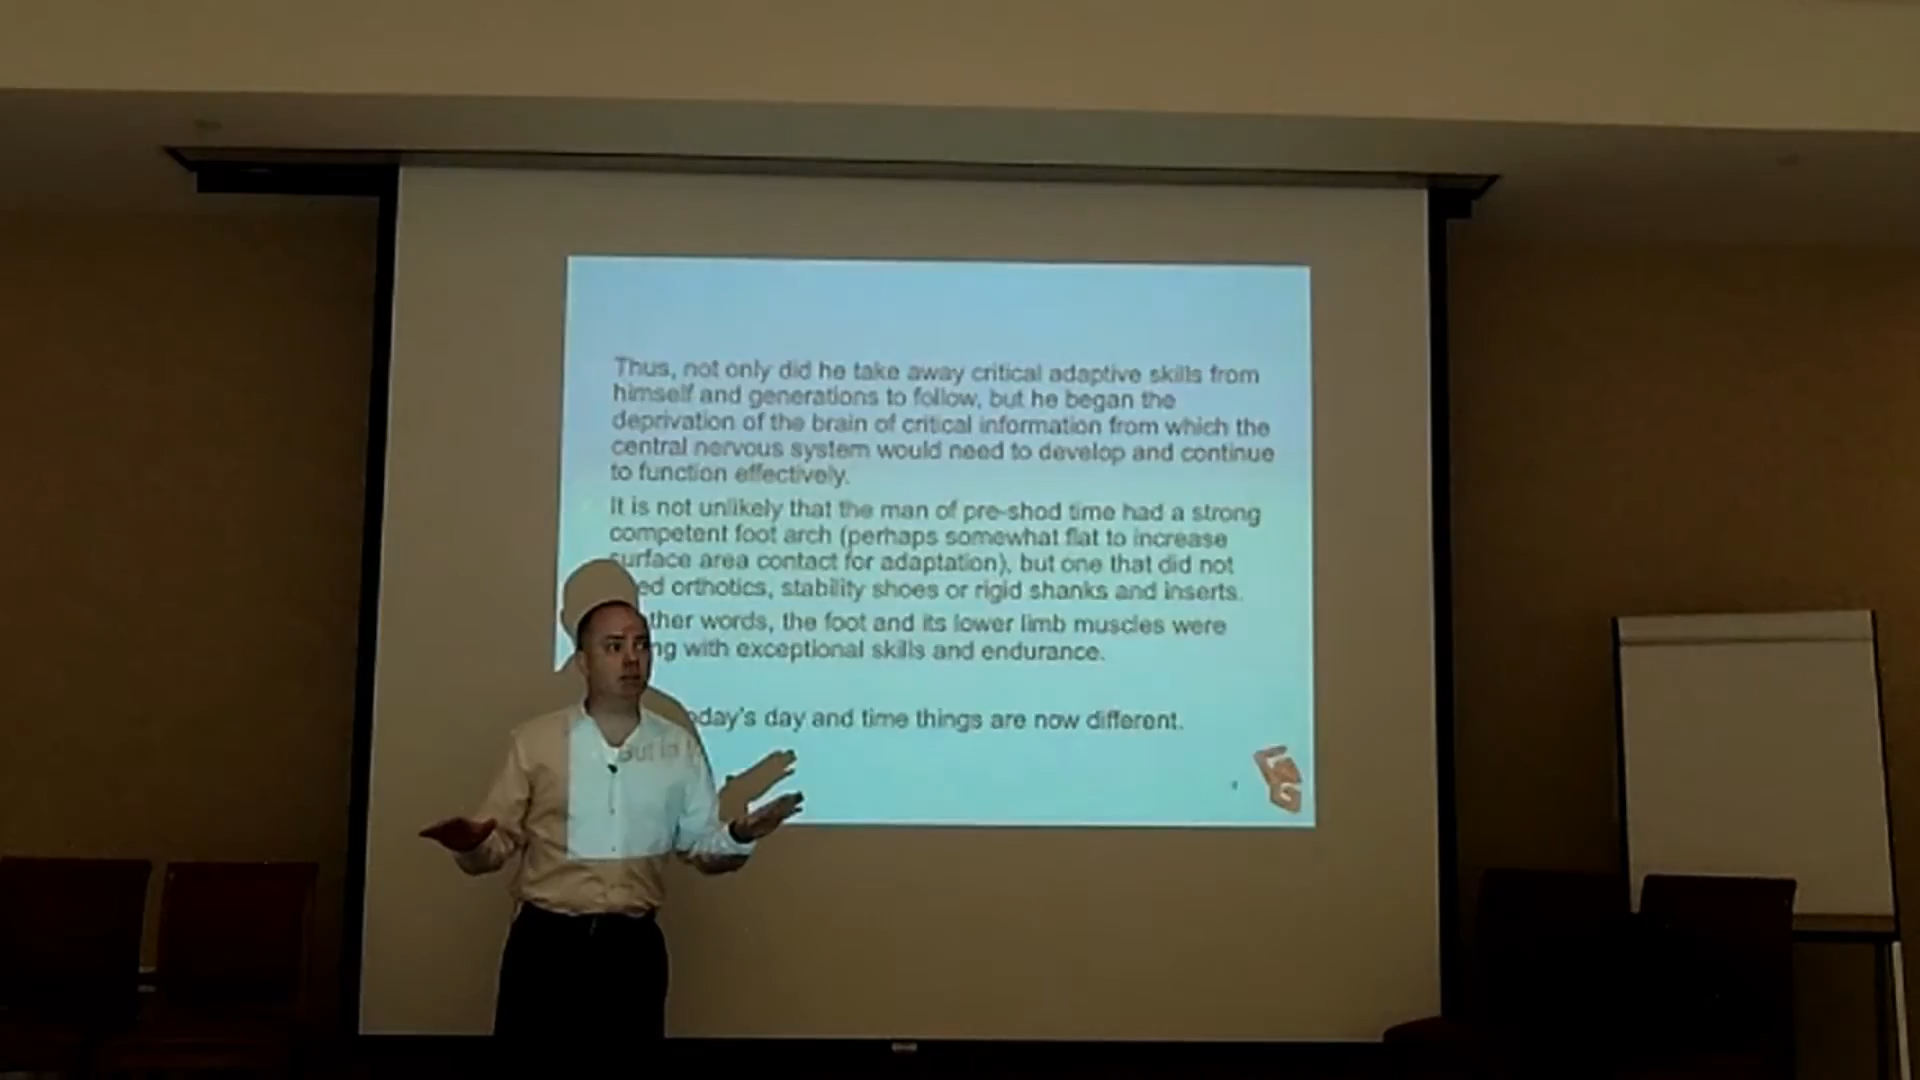 Thus, not only did he take away critical adaptive skills from
himself and generations to follow, but he began the
deprivation of the brain of critical information from which the
central nervous system would need to develop and continue
to function effectively.
It is not unlikely that the man of pre-shod time had a strong
competent foot arch (perhaps somewhat flat to increase
surface area contact for adaptation), but one that did not
ed orthotics, stability shoes or rigid shanks and inserts.
ther words, the foot and its lower limb muscles were
ng with exceptional skills and endurance.
But in today's day and time things are now different.